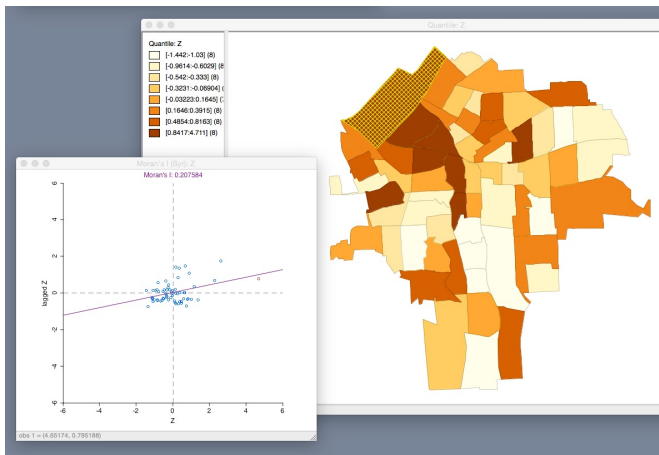 Quantile: Z
Quantile: Z
[-1.442:-1.03] (8)
[-0.9614:-0.6029] (8
[-0.542:-0.333] (8)
[-0.3231:-0.06904] (8)
[-0.03223:0.1645] (
[0.1646:0.3915] (8)
[0.4854:0.8163] (8)
[0.8417:4.711] (8)
Moran's I (Syr): Z
Moran's I: 0.207584
lagged Z
6
4
2
0
-2
-4
-6
-6 -4 -2 0 2 4 6
Z
obs 1 = (4.65174, 0.785188)